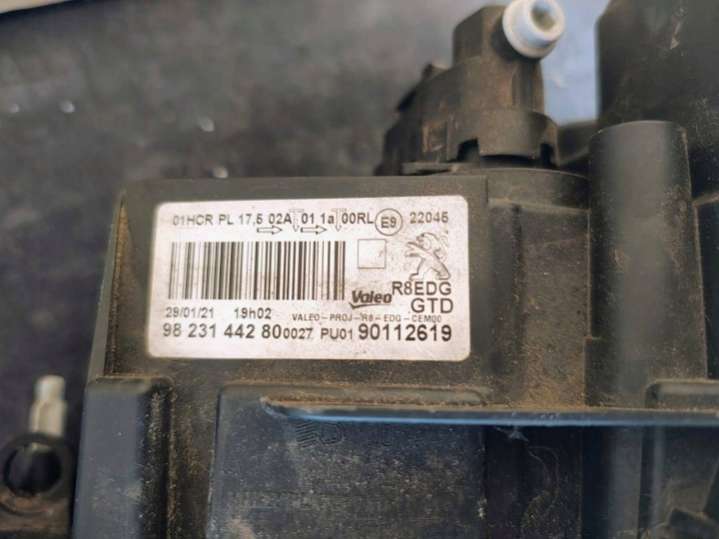 01HCR PL 17,5 02A 01 1a 00RL E9 22045
R8EDG
Valeo GTD
29/01/21 19h02 VALEO-PROJ-R8-EDG-CEM00
98 231 442 80 0027 PU01 90112619